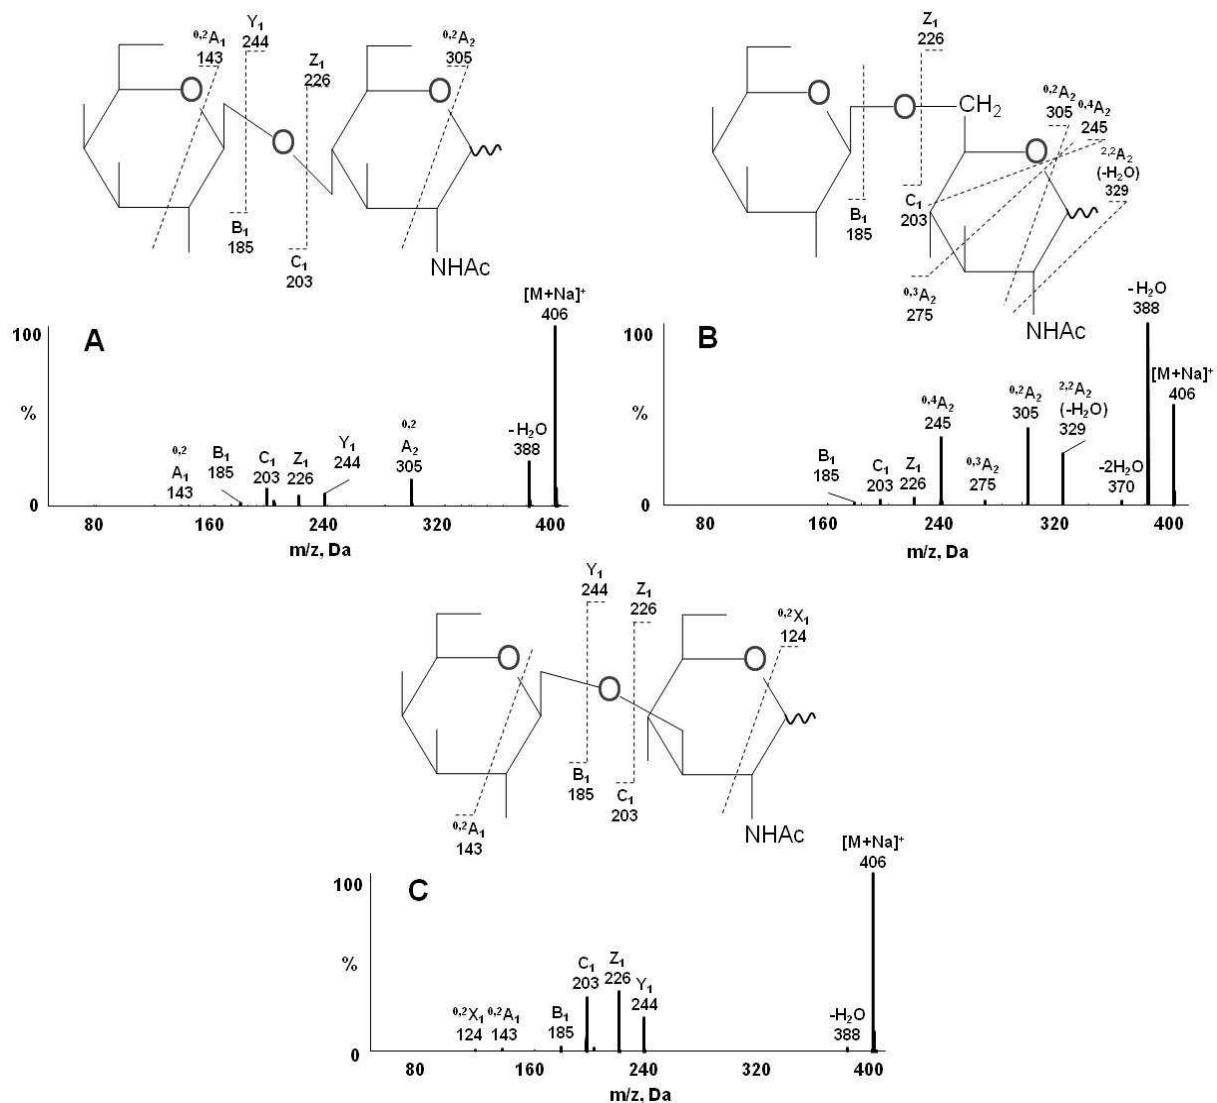 Y₁
244
⁰,²A₁
143
Z₁
226
⁰,²A₂
305
O
O
O
B₁
185
C₁
203
NHAc
[M+Na]⁺
406
100
A
%
0
⁰,²
A₁
143
B₁
185
C₁
203
Z₁
226
Y₁
244
⁰,²
A₂
305
-H₂O
388
80
160
240
320
400
m/z, Da
Z₁
226
O
O
CH₂
O
⁰,²A₂
305
⁰,⁴A₂
245
²,²A₂
(-H₂O)
329
B₁
185
C₁
203
⁰,³A₂
275
NHAc
-H₂O
388
[M+Na]⁺
406
100
B
%
0
B₁
185
C₁
203
Z₁
226
⁰,⁴A₂
245
⁰,³A₂
275
⁰,²A₂
305
²,²A₂
(-H₂O)
329
-2H₂O
370
80
160
240
320
400
m/z, Da
Y₁
244
Z₁
226
⁰,²X₁
124
O
O
O
B₁
185
C₁
203
⁰,²A₁
143
NHAc
[M+Na]⁺
406
100
C
%
0
⁰,²X₁
124
⁰,²A₁
143
B₁
185
C₁
203
Z₁
226
Y₁
244
-H₂O
388
80
160
240
320
400
m/z, Da